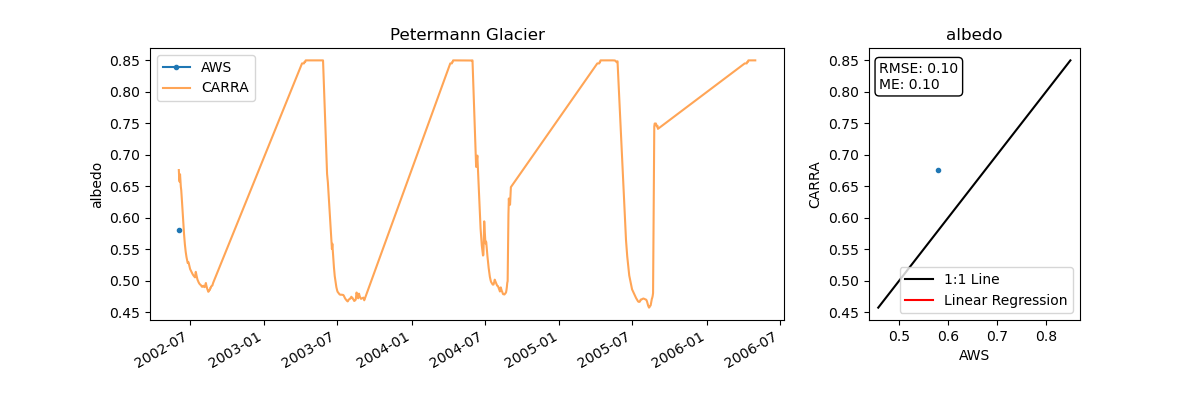 Petermann Glacier
albedo
0.85
0.80
0.75
0.70
0.65
0.60
0.55
0.50
0.45
AWS
CARRA
2002-07
2003-01
2003-07
2004-01
2004-07
2005-01
2005-07
2006-01
2006-07
albedo
CARRA
0.85
0.80
0.75
0.70
0.65
0.60
0.55
0.50
0.45
RMSE: 0.10
ME: 0.10
1:1 Line
Linear Regression
0.5
0.6
0.7
0.8
AWS